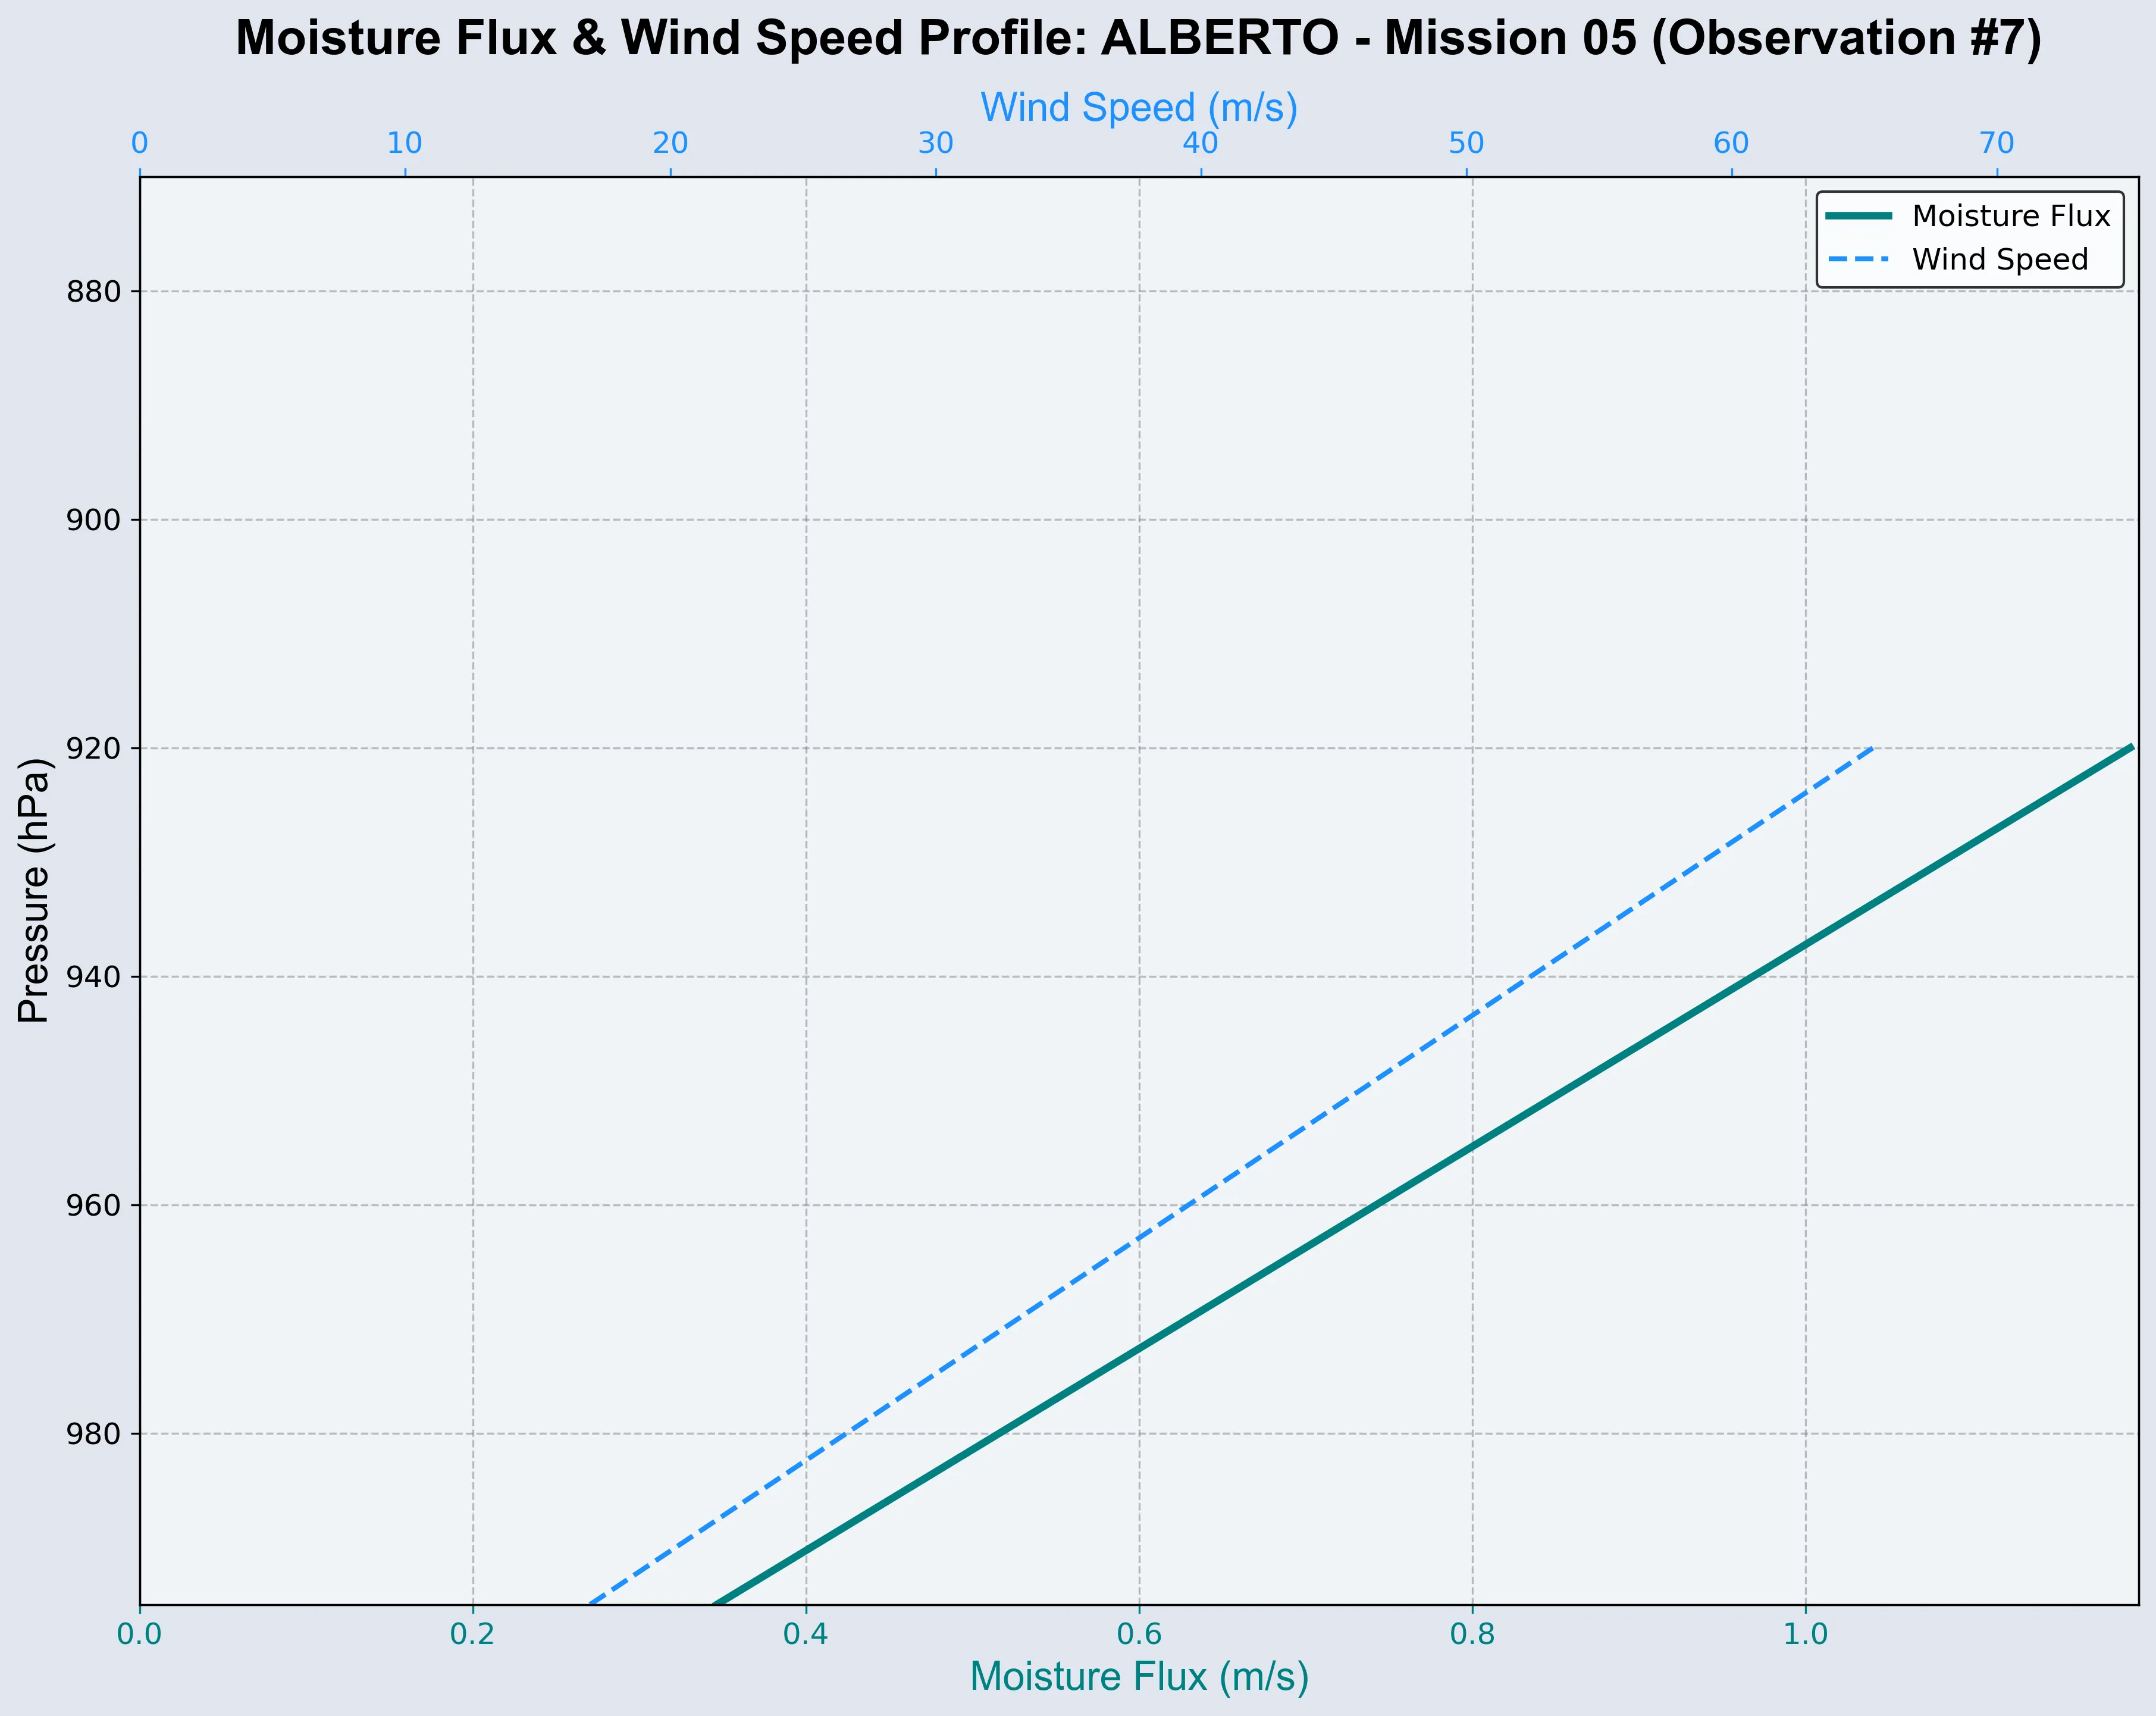 Moisture Flux & Wind Speed Profile: ALBERTO - Mission 05 (Observation #7)
Wind Speed (m/s)
0 10 20 30 40 50 60 70
Moisture Flux
Wind Speed
880
900
920
940
960
980
Pressure (hPa)
0.0 0.2 0.4 0.6 0.8 1.0
Moisture Flux (m/s)